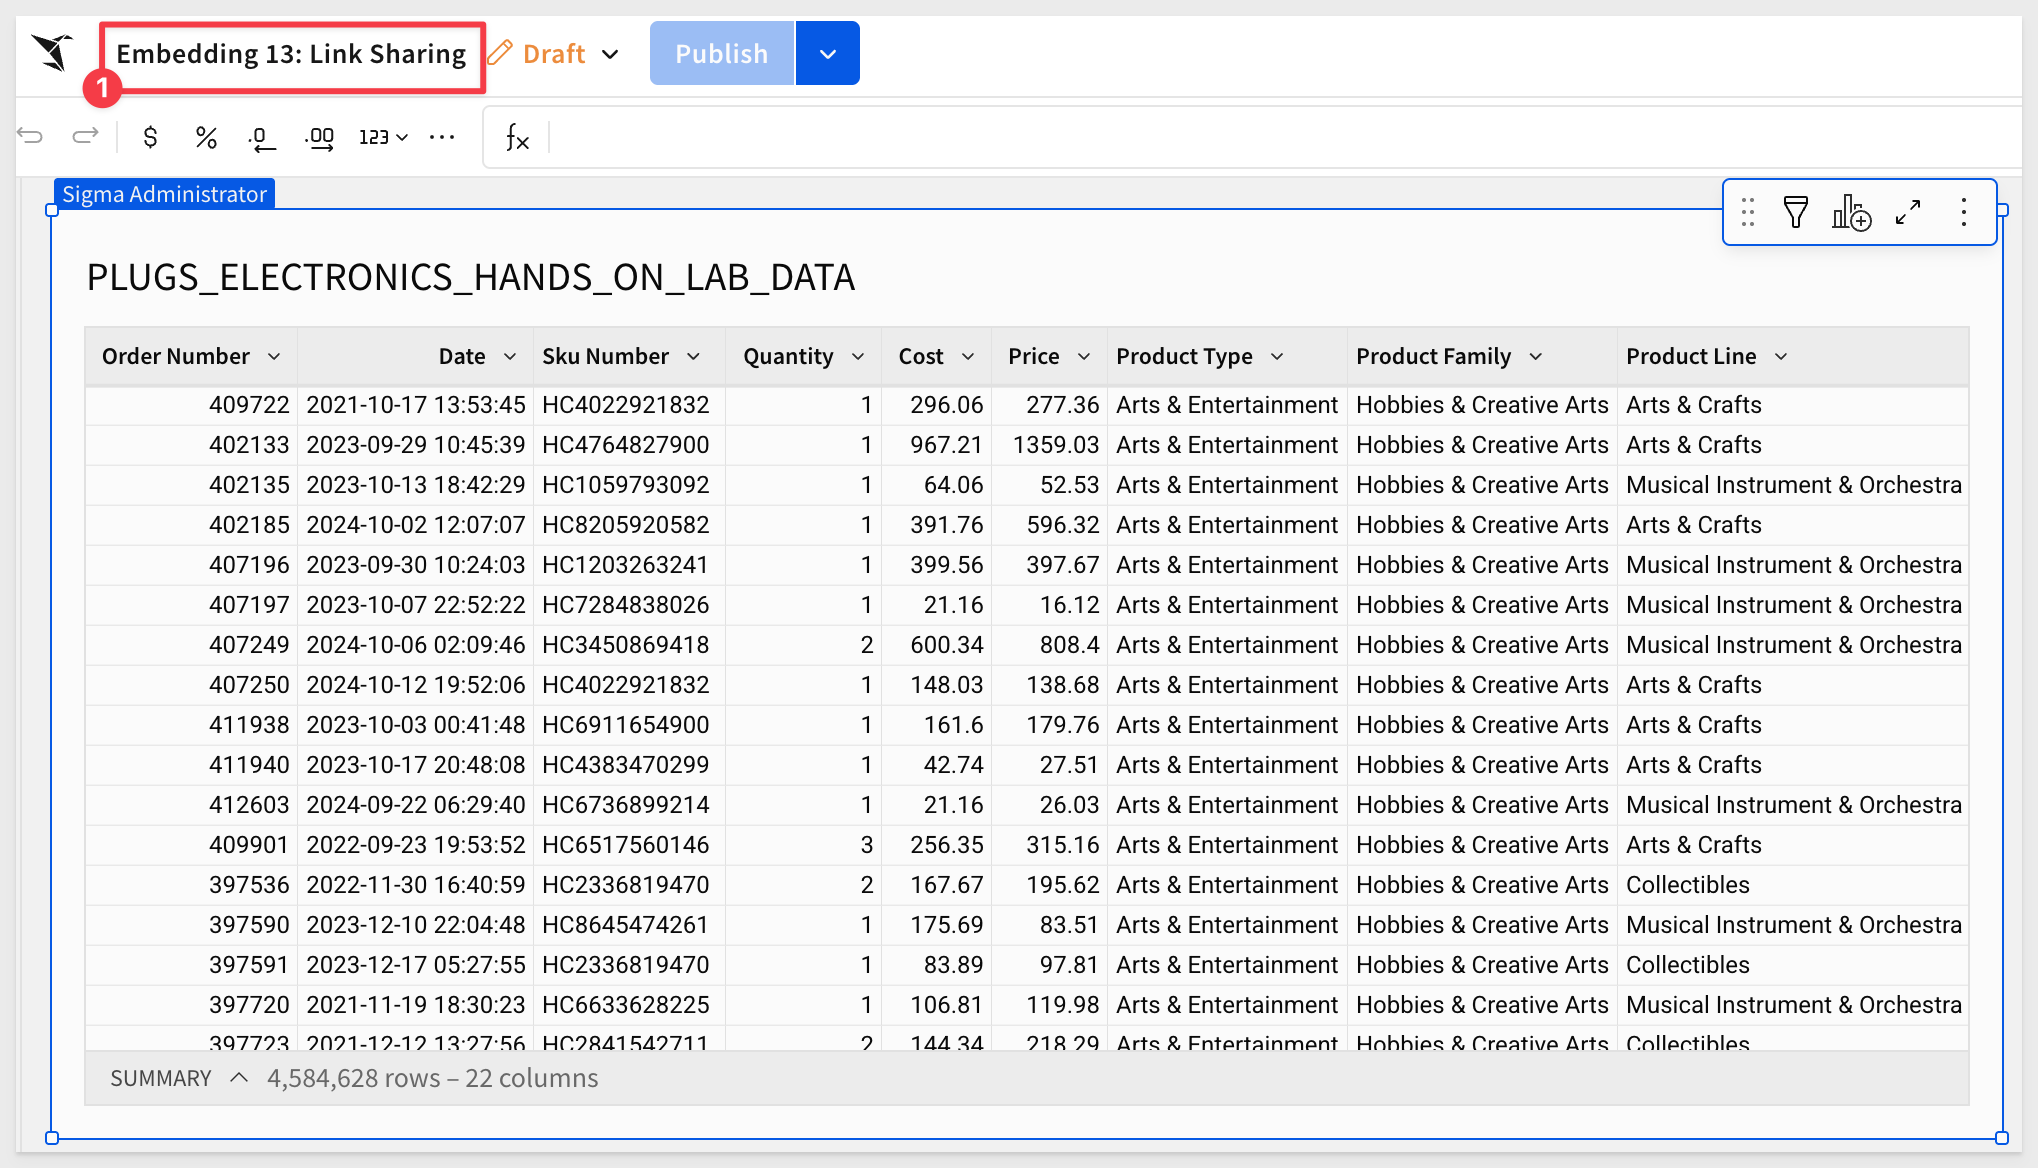 Embedding 13: Link Sharing Draft Publish
1
$ % .0 .00 123 ... fx
Sigma Administrator
PLUGS_ELECTRONICS_HANDS_ON_LAB_DATA
Order Number Date Sku Number Quantity Cost Price Product Type Product Family Product Line
409722 2021-10-17 13:53:45 HC4022921832 1 296.06 277.36 Arts & Entertainment Hobbies & Creative Arts Arts & Crafts
402133 2023-09-29 10:45:39 HC4764827900 1 967.21 1359.03 Arts & Entertainment Hobbies & Creative Arts Arts & Crafts
402135 2023-10-13 18:42:29 HC1059793092 1 64.06 52.53 Arts & Entertainment Hobbies & Creative Arts Musical Instrument & Orchestra
402185 2024-10-02 12:07:07 HC8205920582 1 391.76 596.32 Arts & Entertainment Hobbies & Creative Arts Arts & Crafts
407196 2023-09-30 10:24:03 HC1203263241 1 399.56 397.67 Arts & Entertainment Hobbies & Creative Arts Musical Instrument & Orchestra
407197 2023-10-07 22:52:22 HC7284838026 1 21.16 16.12 Arts & Entertainment Hobbies & Creative Arts Musical Instrument & Orchestra
407249 2024-10-06 02:09:46 HC3450869418 2 600.34 808.4 Arts & Entertainment Hobbies & Creative Arts Musical Instrument & Orchestra
407250 2024-10-12 19:52:06 HC4022921832 1 148.03 138.68 Arts & Entertainment Hobbies & Creative Arts Arts & Crafts
411938 2023-10-03 00:41:48 HC6911654900 1 161.6 179.76 Arts & Entertainment Hobbies & Creative Arts Arts & Crafts
411940 2023-10-17 20:48:08 HC4383470299 1 42.74 27.51 Arts & Entertainment Hobbies & Creative Arts Arts & Crafts
412603 2024-09-22 06:29:40 HC6736899214 1 21.16 26.03 Arts & Entertainment Hobbies & Creative Arts Musical Instrument & Orchestra
409901 2022-09-23 19:53:52 HC6517560146 3 256.35 315.16 Arts & Entertainment Hobbies & Creative Arts Arts & Crafts
397536 2022-11-30 16:40:59 HC2336819470 2 167.67 195.62 Arts & Entertainment Hobbies & Creative Arts Collectibles
397590 2023-12-10 22:04:48 HC8645474261 1 175.69 83.51 Arts & Entertainment Hobbies & Creative Arts Musical Instrument & Orchestra
397591 2023-12-17 05:27:55 HC2336819470 1 83.89 97.81 Arts & Entertainment Hobbies & Creative Arts Collectibles
397720 2021-11-19 18:30:23 HC6633628225 1 106.81 119.98 Arts & Entertainment Hobbies & Creative Arts Musical Instrument & Orchestra
397723 2021-12-12 13:27:56 HC2841542711 2 144.34 218.29 Arts & Entertainment Hobbies & Creative Arts Collectibles
SUMMARY 4,584,628 rows – 22 columns